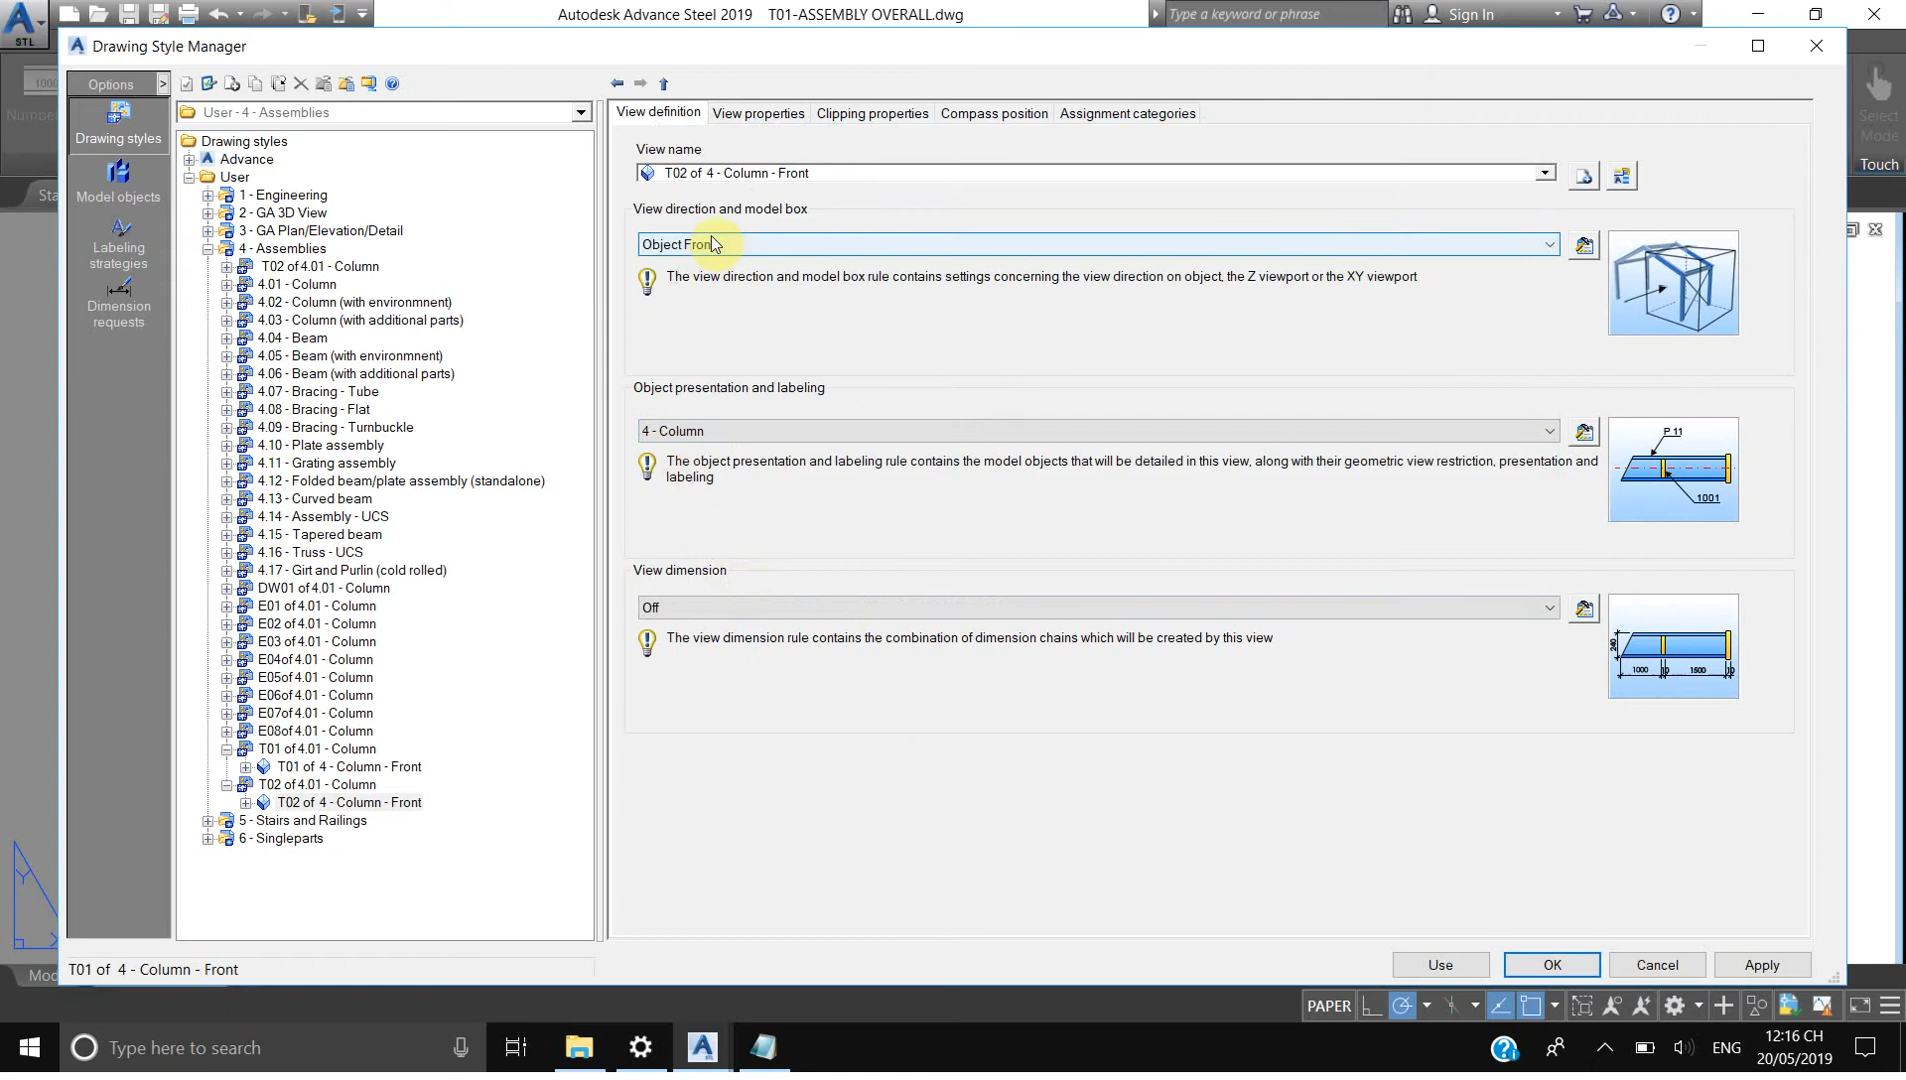 STL
Autodesk Advance Steel 2019 T01-ASSEMBLY OVERALL.dwg
Type a keyword or phrase
Sign In
Drawing Style Manager
Options
Drawing styles
Model objects
Labeling
strategies
Dimension
requests
User - 4 - Assemblies
Drawing styles
Advance
User
1 - Engineering
2 - GA 3D View
3 - GA Plan/Elevation/Detail
4 - Assemblies
T02 of 4.01 - Column
4.01 - Column
4.02 - Column (with environmnent)
4.03 - Column (with additional parts)
4.04 - Beam
4.05 - Beam (with environmnent)
4.06 - Beam (with additional parts)
4.07 - Bracing - Tube
4.08 - Bracing - Flat
4.09 - Bracing - Turnbuckle
4.10 - Plate assembly
4.11 - Grating assembly
4.12 - Folded beam/plate assembly (standalone)
4.13 - Curved beam
4.14 - Assembly - UCS
4.15 - Tapered beam
4.16 - Truss - UCS
4.17 - Girt and Purlin (cold rolled)
DW01 of 4.01 - Column
E01 of 4.01 - Column
E02 of 4.01 - Column
E03 of 4.01 - Column
E04of 4.01 - Column
E05of 4.01 - Column
E06of 4.01 - Column
E07of 4.01 - Column
E08of 4.01 - Column
T01 of 4.01 - Column
T01 of 4 - Column - Front
T02 of 4.01 - Column
T02 of 4 - Column - Front
5 - Stairs and Railings
6 - Singleparts
View definition
View properties
Clipping properties
Compass position
Assignment categories
View name
T02 of 4 - Column - Front
View direction and model box
Object Front
The view direction and model box rule contains settings concerning the view direction on object, the Z viewport or the XY viewport
Object presentation and labeling
4 - Column
The object presentation and labeling rule contains the model objects that will be detailed in this view, along with their geometric view restriction, presentation and
labeling
P 11
1001
View dimension
Off
The view dimension rule contains the combination of dimension chains which will be created by this view
240
1000 10 1500 10
T01 of 4 - Column - Front
Use
OK
Cancel
Apply
Select
Mode
Touch
Y
PAPER
Type here to search
ENG
12:16 CH
20/05/2019